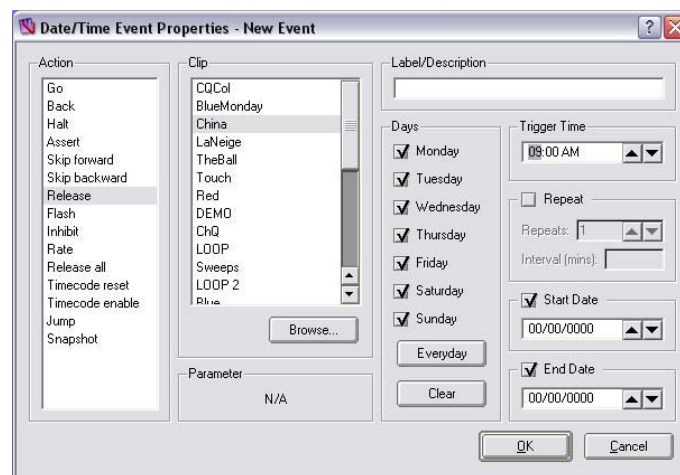 Date/Time Event Properties - New Event
Action
Go
Back
Halt
Assert
Skip forward
Skip backward
Release
Flash
Inhibit
Rate
Release all
Timecode reset
Timecode enable
Jump
Snapshot
Clip
CQCol
BlueMonday
China
LaNeige
TheBall
Touch
Red
DEMO
ChQ
LOOP
Sweeps
LOOP 2
Blue
Browse...
Parameter
N/A
Label/Description
Days
Monday
Tuesday
Wednesday
Thursday
Friday
Saturday
Sunday
Everyday
Clear
Trigger Time
09:00 AM
Repeat
Repeats: 1
Interval (mins):
Start Date
00/00/0000
End Date
00/00/0000
OK
Cancel